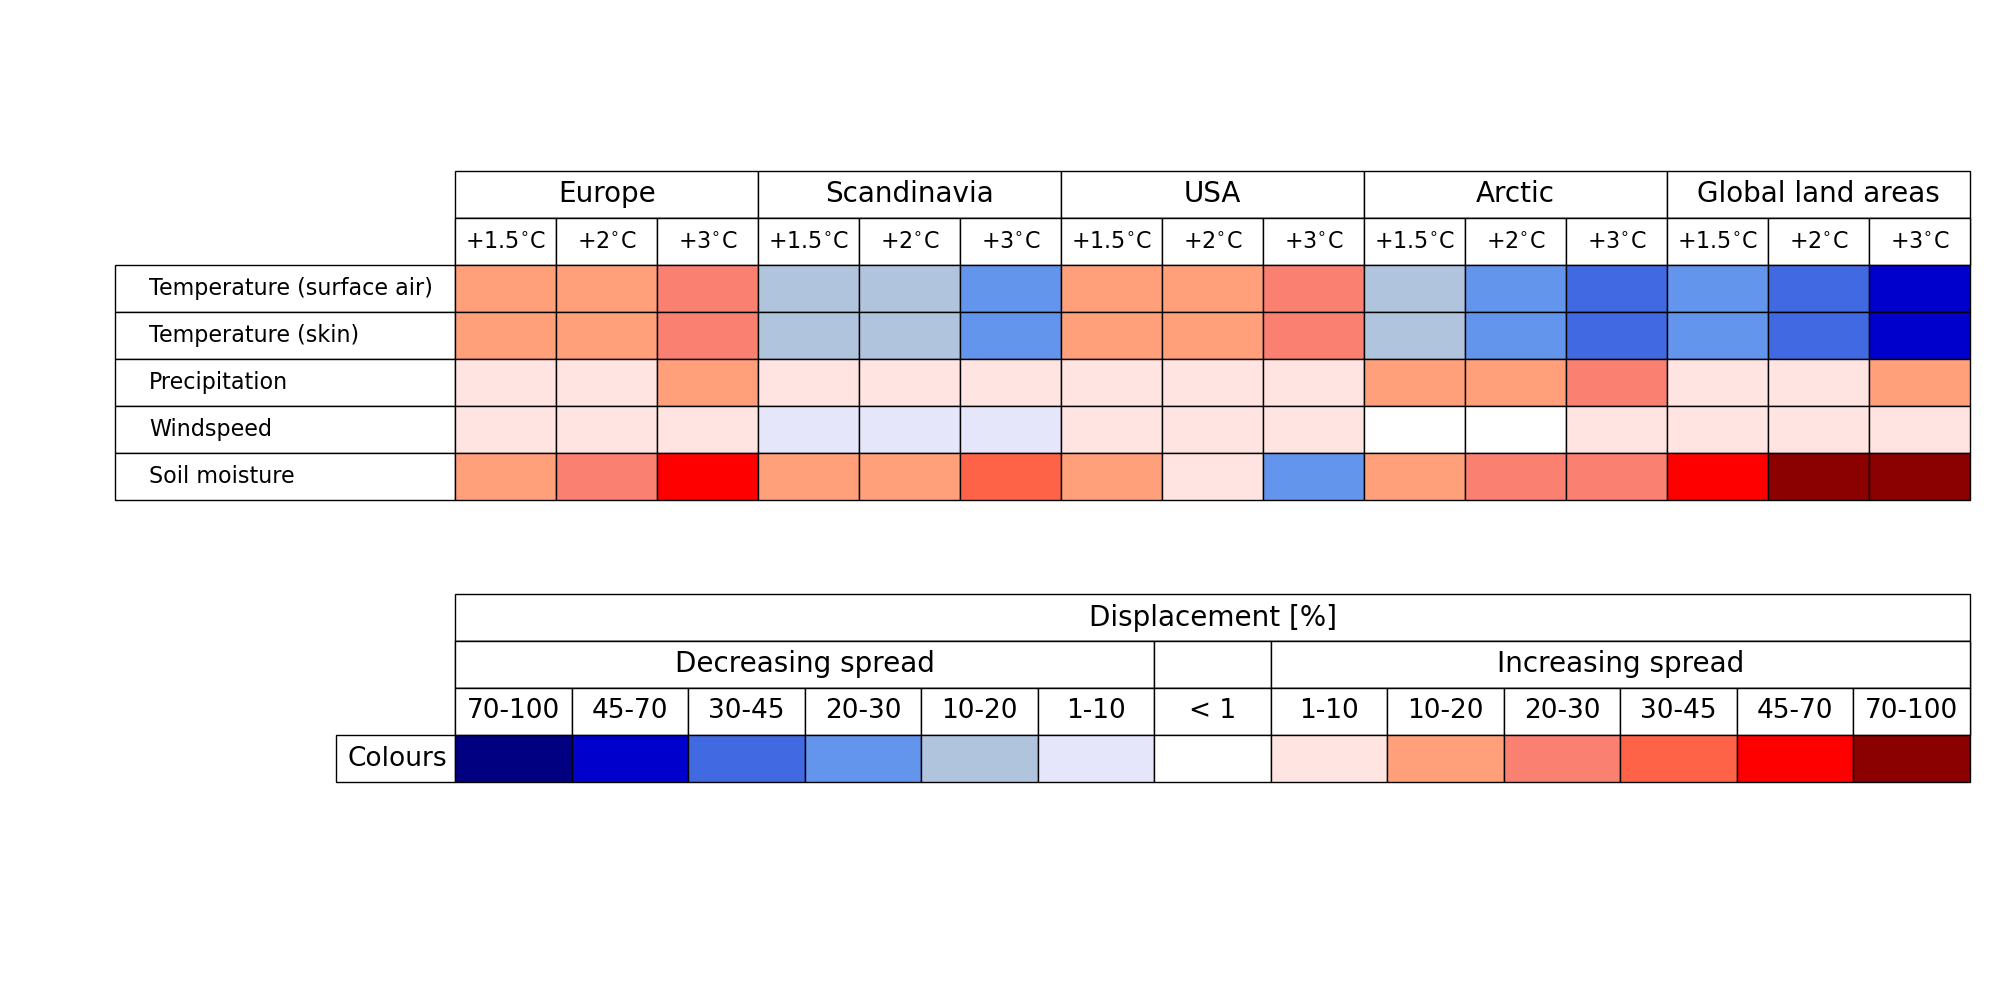 Europe Scandinavia USA Arctic Global land areas
+1.5°C +2°C +3°C +1.5°C +2°C +3°C +1.5°C +2°C +3°C +1.5°C +2°C +3°C +1.5°C +2°C +3°C
Temperature (surface air)
Temperature (skin)
Precipitation
Windspeed
Soil moisture
Displacement [%]
Decreasing spread Increasing spread
70-100 45-70 30-45 20-30 10-20 1-10 < 1 1-10 10-20 20-30 30-45 45-70 70-100
Colours